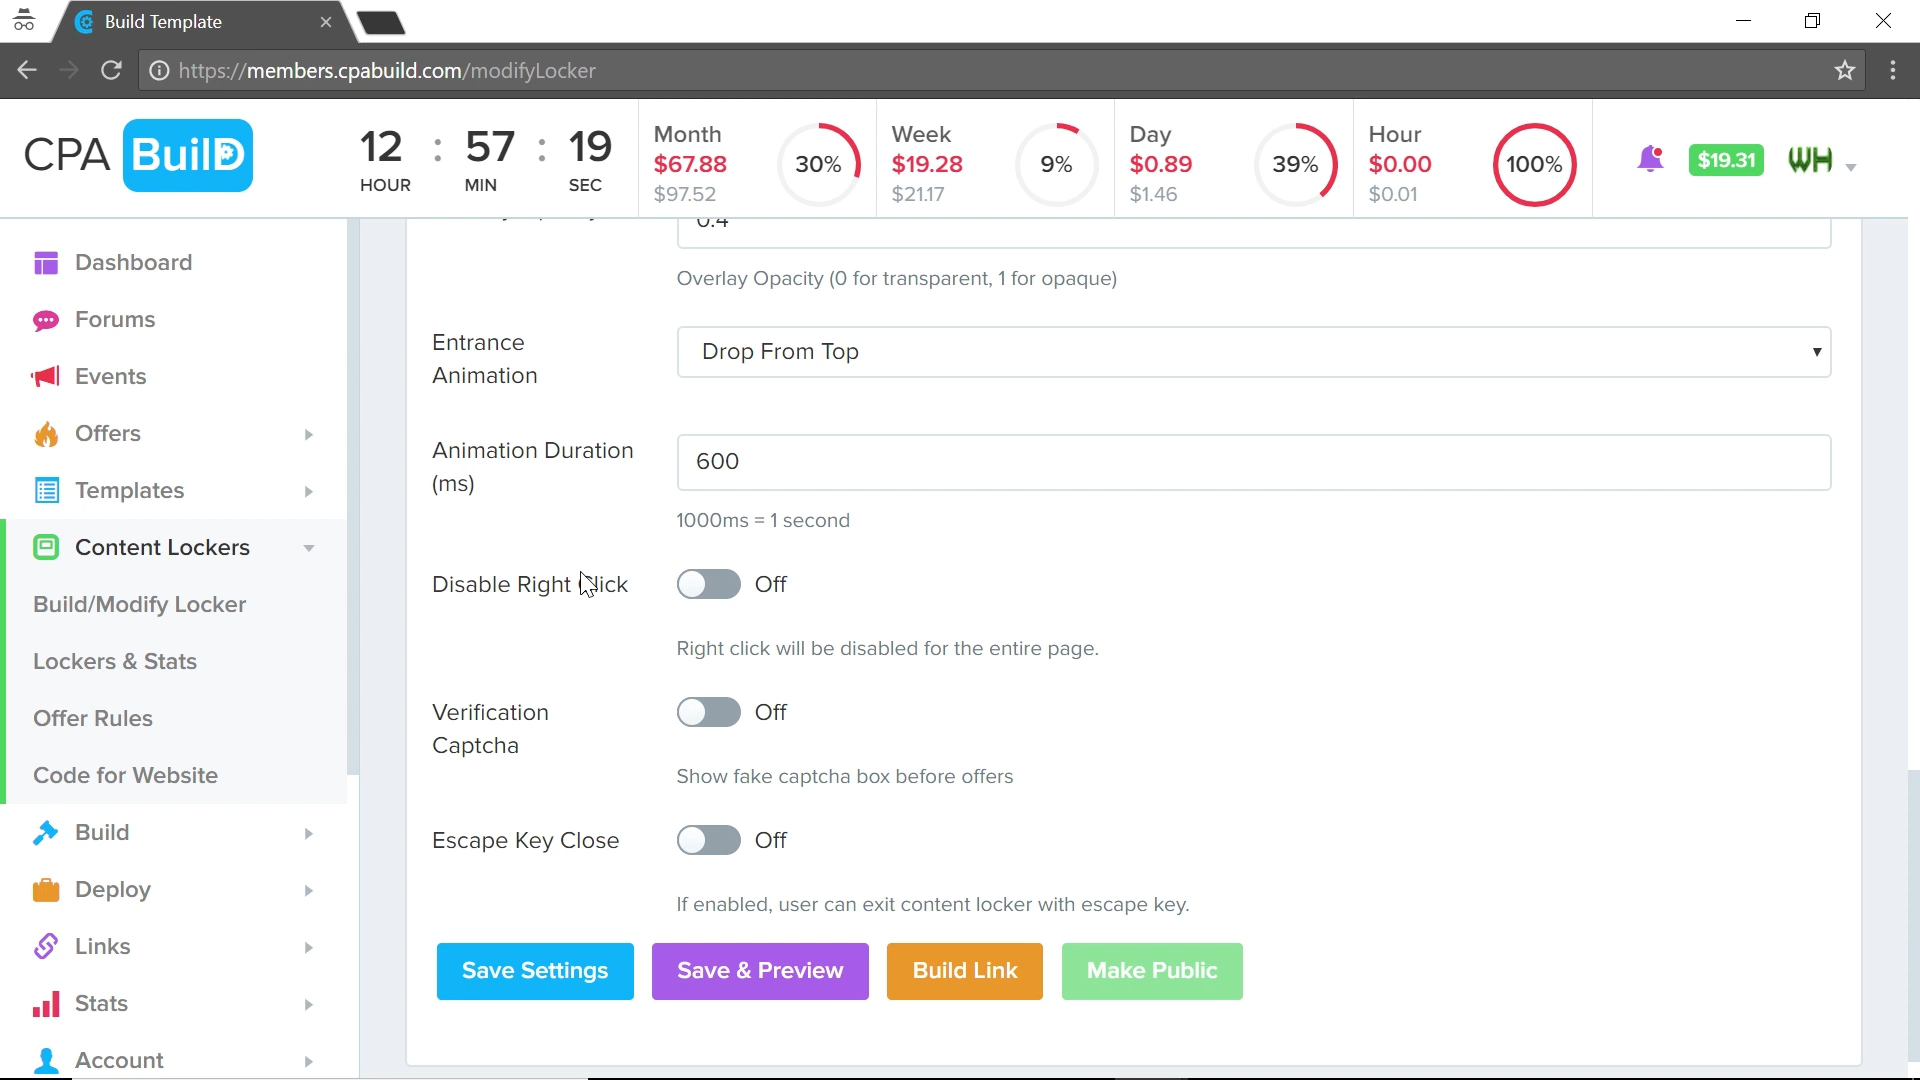 Build Template
https://members.cpabuild.com/modifyLocker
CPA BuilD
12 : 57 : 19
HOUR MIN SEC
Month
$67.88
$97.52
30%
Week
$19.28
$21.17
9%
Day
$0.89
$1.46
39%
Hour
$0.00
$0.01
100%
$19.31
WH
Dashboard
Forums
Events
Offers
Templates
Content Lockers
Build/Modify Locker
Lockers & Stats
Offer Rules
Code for Website
Build
Deploy
Links
Stats
Account
0.4
Overlay Opacity (0 for transparent, 1 for opaque)
Entrance
Animation
Drop From Top
Animation Duration
(ms)
600
1000ms = 1 second
Disable Right Click
Off
Right click will be disabled for the entire page.
Verification
Captcha
Off
Show fake captcha box before offers
Escape Key Close
Off
If enabled, user can exit content locker with escape key.
Save Settings
Save & Preview
Build Link
Make Public